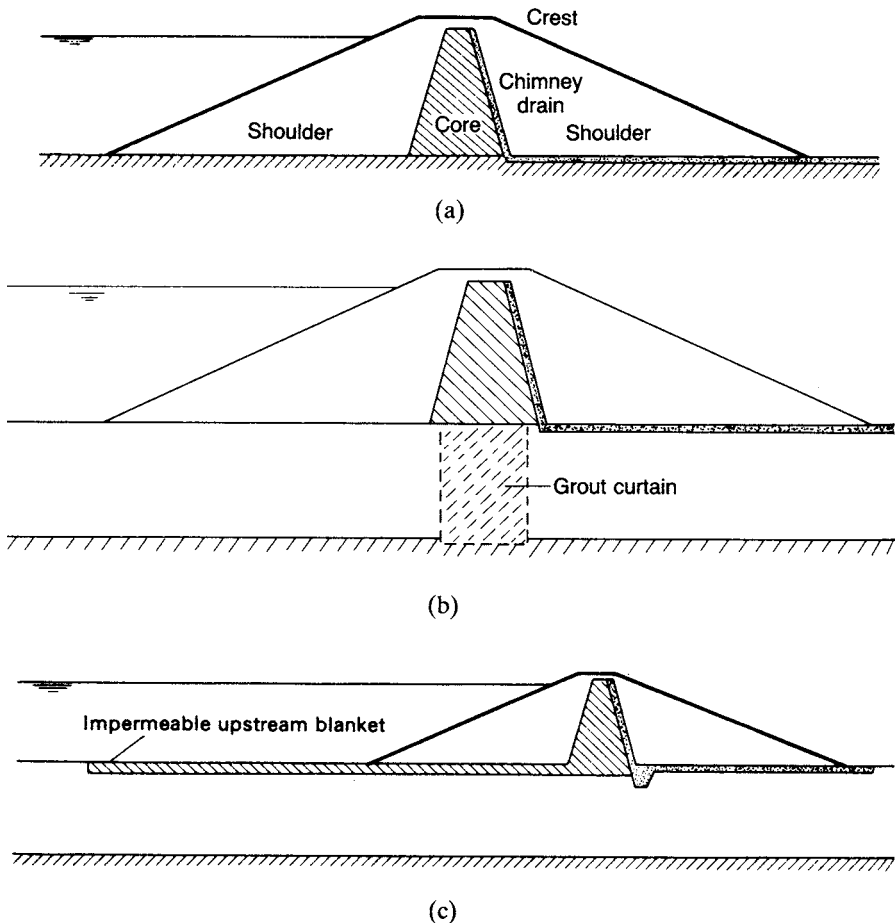 Crest
Chimney
drain
Shoulder
Core
Shoulder
(a)
Grout curtain
(b)
Impermeable upstream blanket
(c)